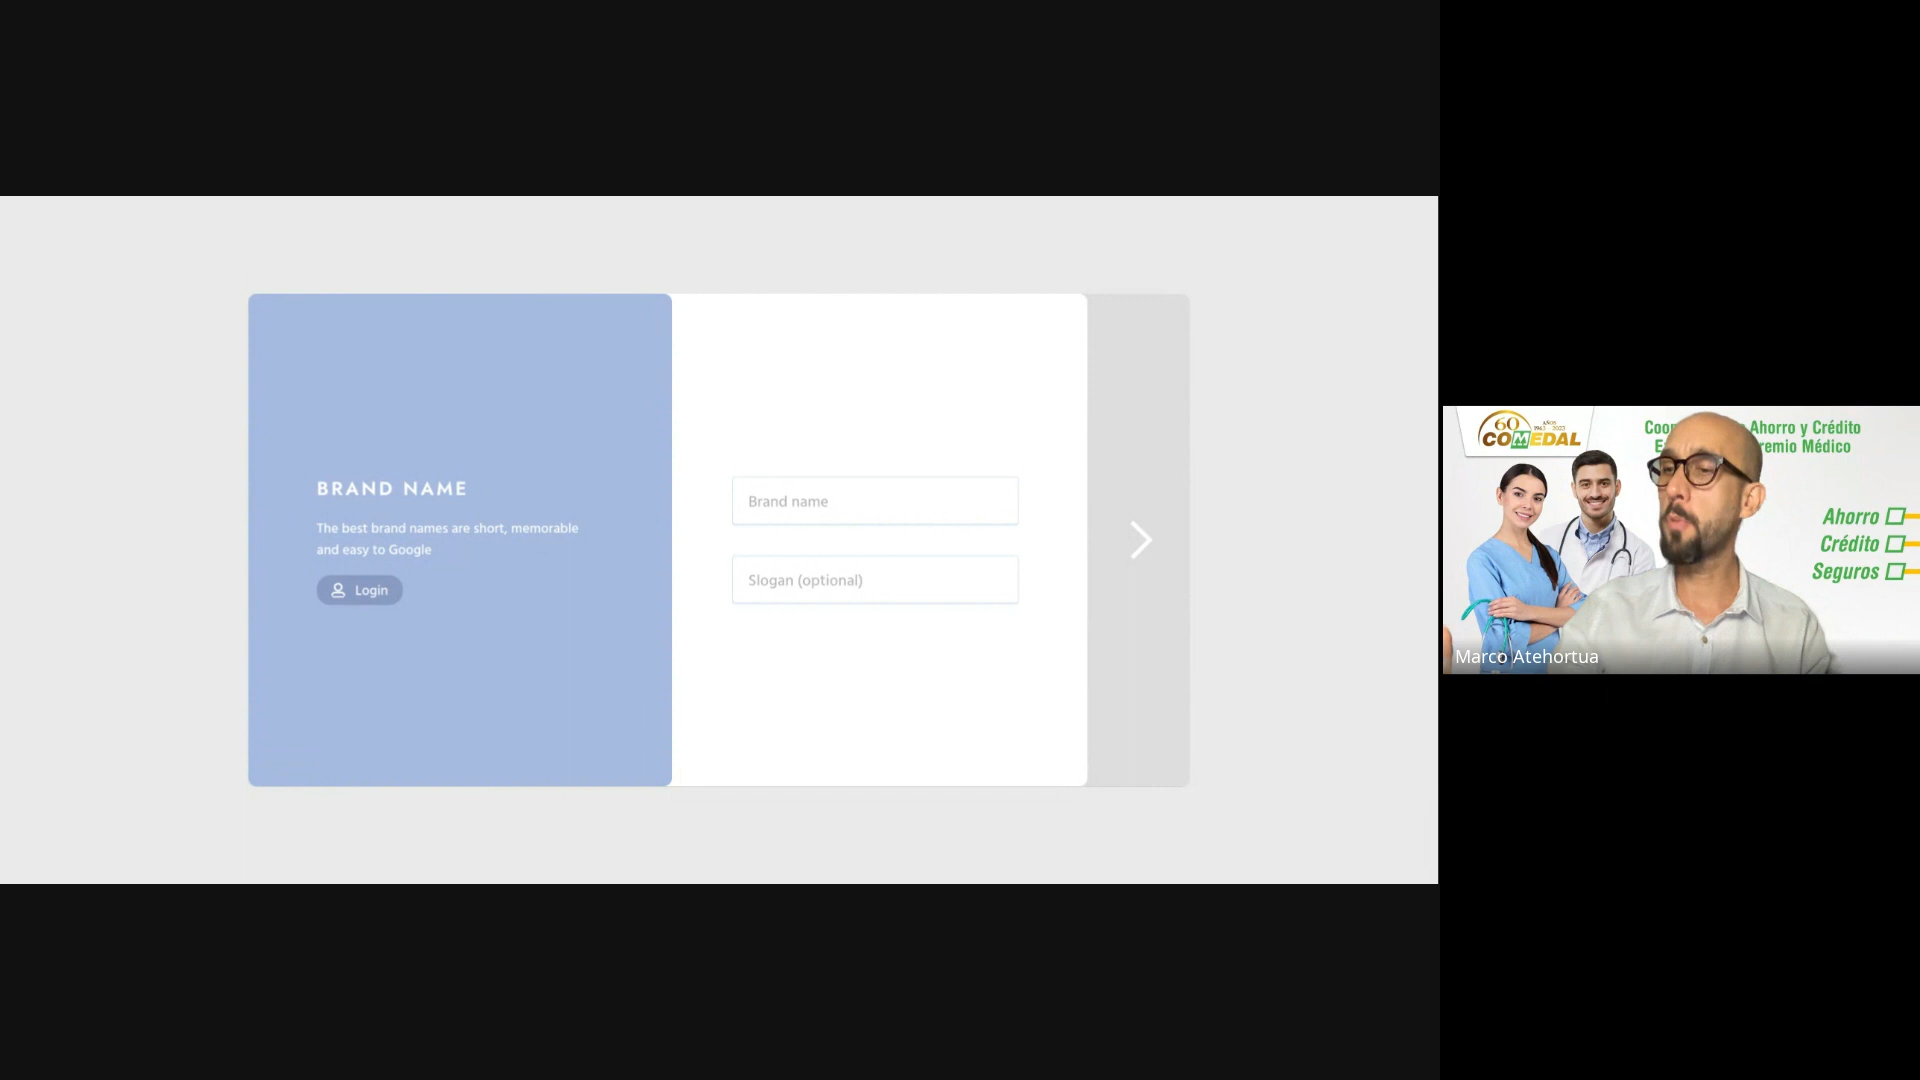 BRAND NAME
The best brand names are short, memorable
and easy to Google
Login
Brand name
Slogan (optional)
60 AÑOS
COMEDAL
Ahorro y Crédito
remio Médico
Ahorro
Crédito
Seguros
Marco Atehortua